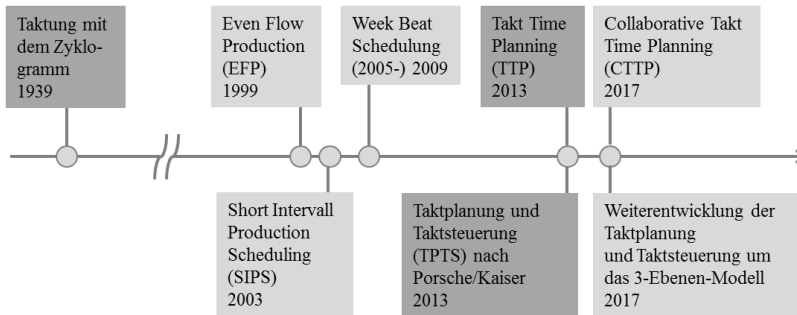 Taktung mit
dem Zyklo-
gramm
1939
Even Flow
Production
(EFP)
1999
Week Beat
Schedulung
(2005-) 2009
Takt Time
Planning
(TTP)
2013
Collaborative Takt
Time Planning
(CTTP)
2017
Short Intervall
Production
Scheduling
(SIPS)
2003
Taktplanung und
Taktsteuerung
(TPTS) nach
Porsche/Kaiser
2013
Weiterentwicklung der
Taktplanung
und Taktsteuerung um
das 3-Ebenen-Modell
2017